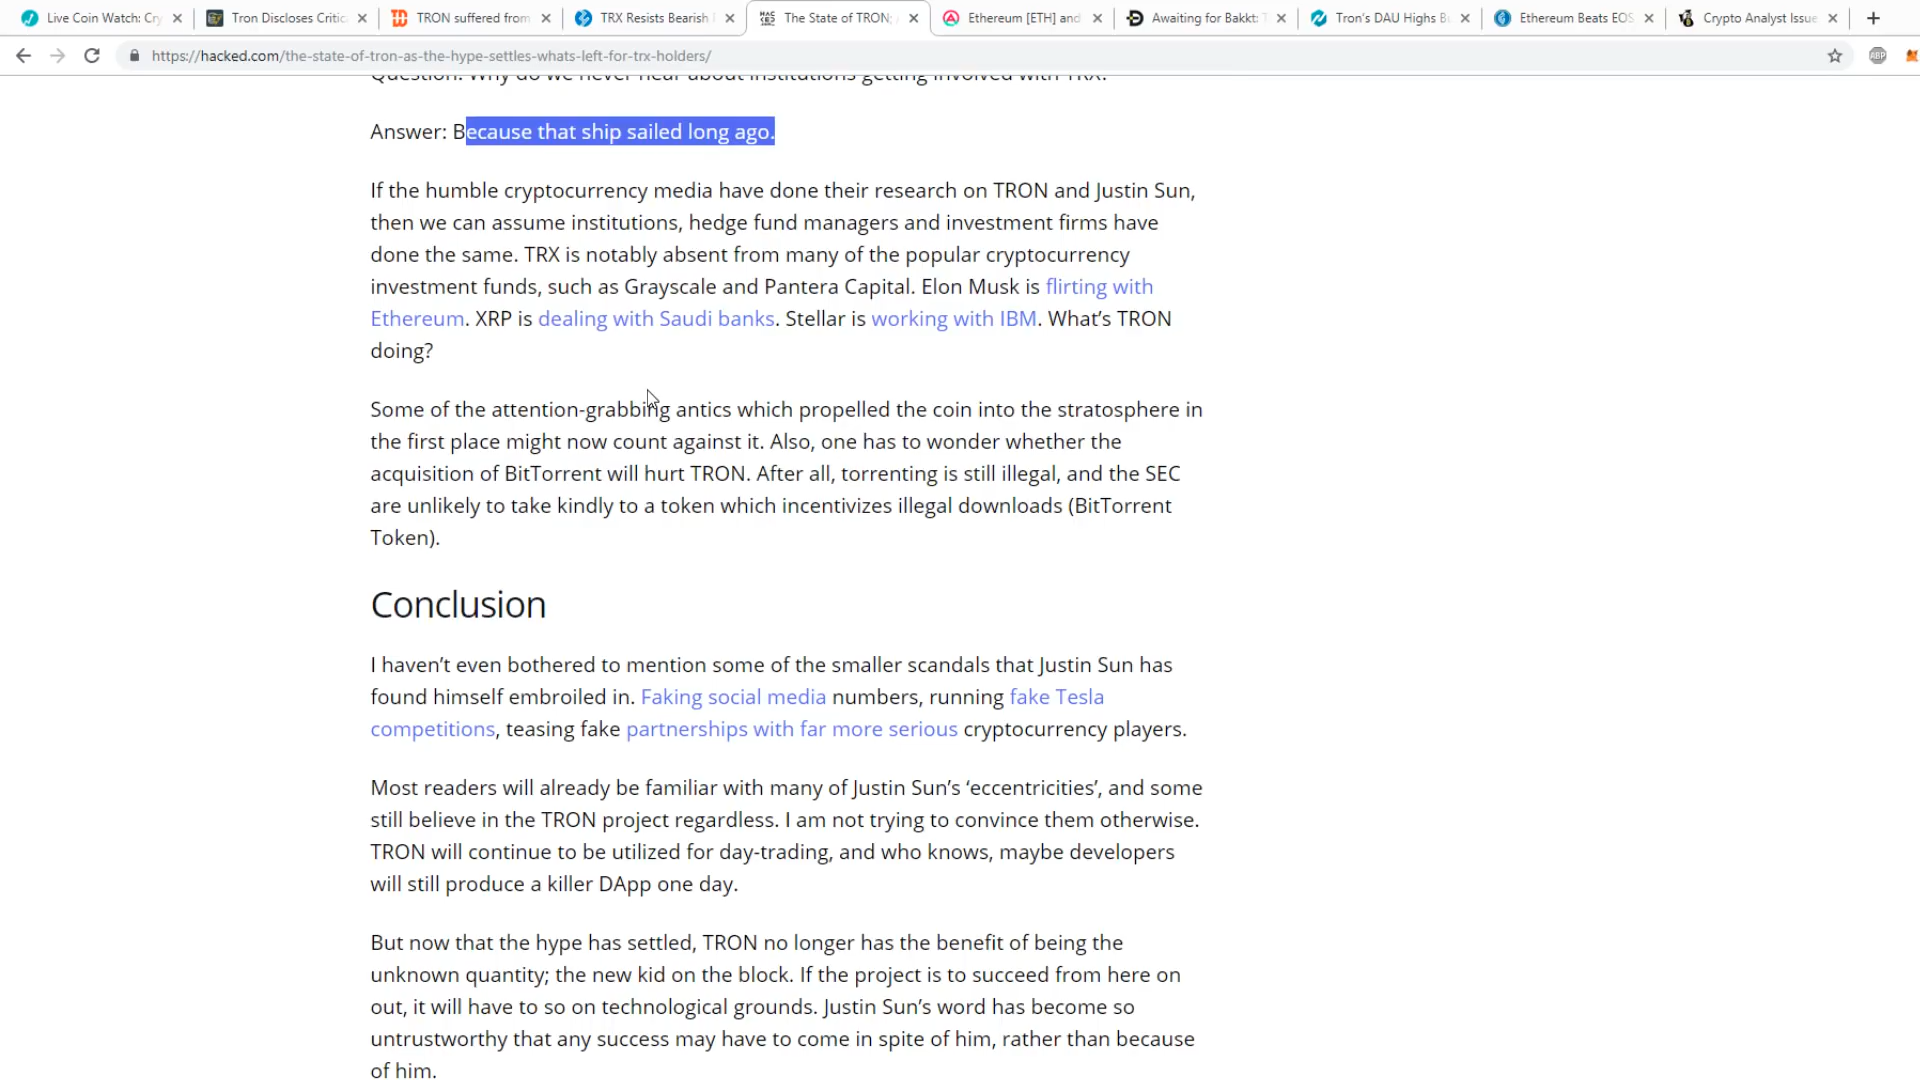 Live Coin Watch: Cry
Tron Discloses Critic
TRON suffered from
TRX Resists Bearish
The State of TRON:
Ethereum [ETH] and
Awaiting for Bakkt: T
Tron's DAU Highs Bu
Ethereum Beats EOS
Crypto Analyst Issue
https://hacked.com/the-state-of-tron-as-the-hype-settles-whats-left-for-trx-holders/
ABP
Question: Why do we never hear about institutions getting involved with TRX?
Answer: Because that ship sailed long ago.
If the humble cryptocurrency media have done their research on TRON and Justin Sun,
then we can assume institutions, hedge fund managers and investment firms have
done the same. TRX is notably absent from many of the popular cryptocurrency
investment funds, such as Grayscale and Pantera Capital. Elon Musk is flirting with
Ethereum. XRP is dealing with Saudi banks. Stellar is working with IBM. What's TRON
doing?
Some of the attention-grabbing antics which propelled the coin into the stratosphere in
the first place might now count against it. Also, one has to wonder whether the
acquisition of BitTorrent will hurt TRON. After all, torrenting is still illegal, and the SEC
are unlikely to take kindly to a token which incentivizes illegal downloads (BitTorrent
Token).
Conclusion
I haven't even bothered to mention some of the smaller scandals that Justin Sun has
found himself embroiled in. Faking social media numbers, running fake Tesla
competitions, teasing fake partnerships with far more serious cryptocurrency players.
Most readers will already be familiar with many of Justin Sun's 'eccentricities', and some
still believe in the TRON project regardless. I am not trying to convince them otherwise.
TRON will continue to be utilized for day-trading, and who knows, maybe developers
will still produce a killer DApp one day.
But now that the hype has settled, TRON no longer has the benefit of being the
unknown quantity; the new kid on the block. If the project is to succeed from here on
out, it will have to so on technological grounds. Justin Sun's word has become so
untrustworthy that any success may have to come in spite of him, rather than because
of him.